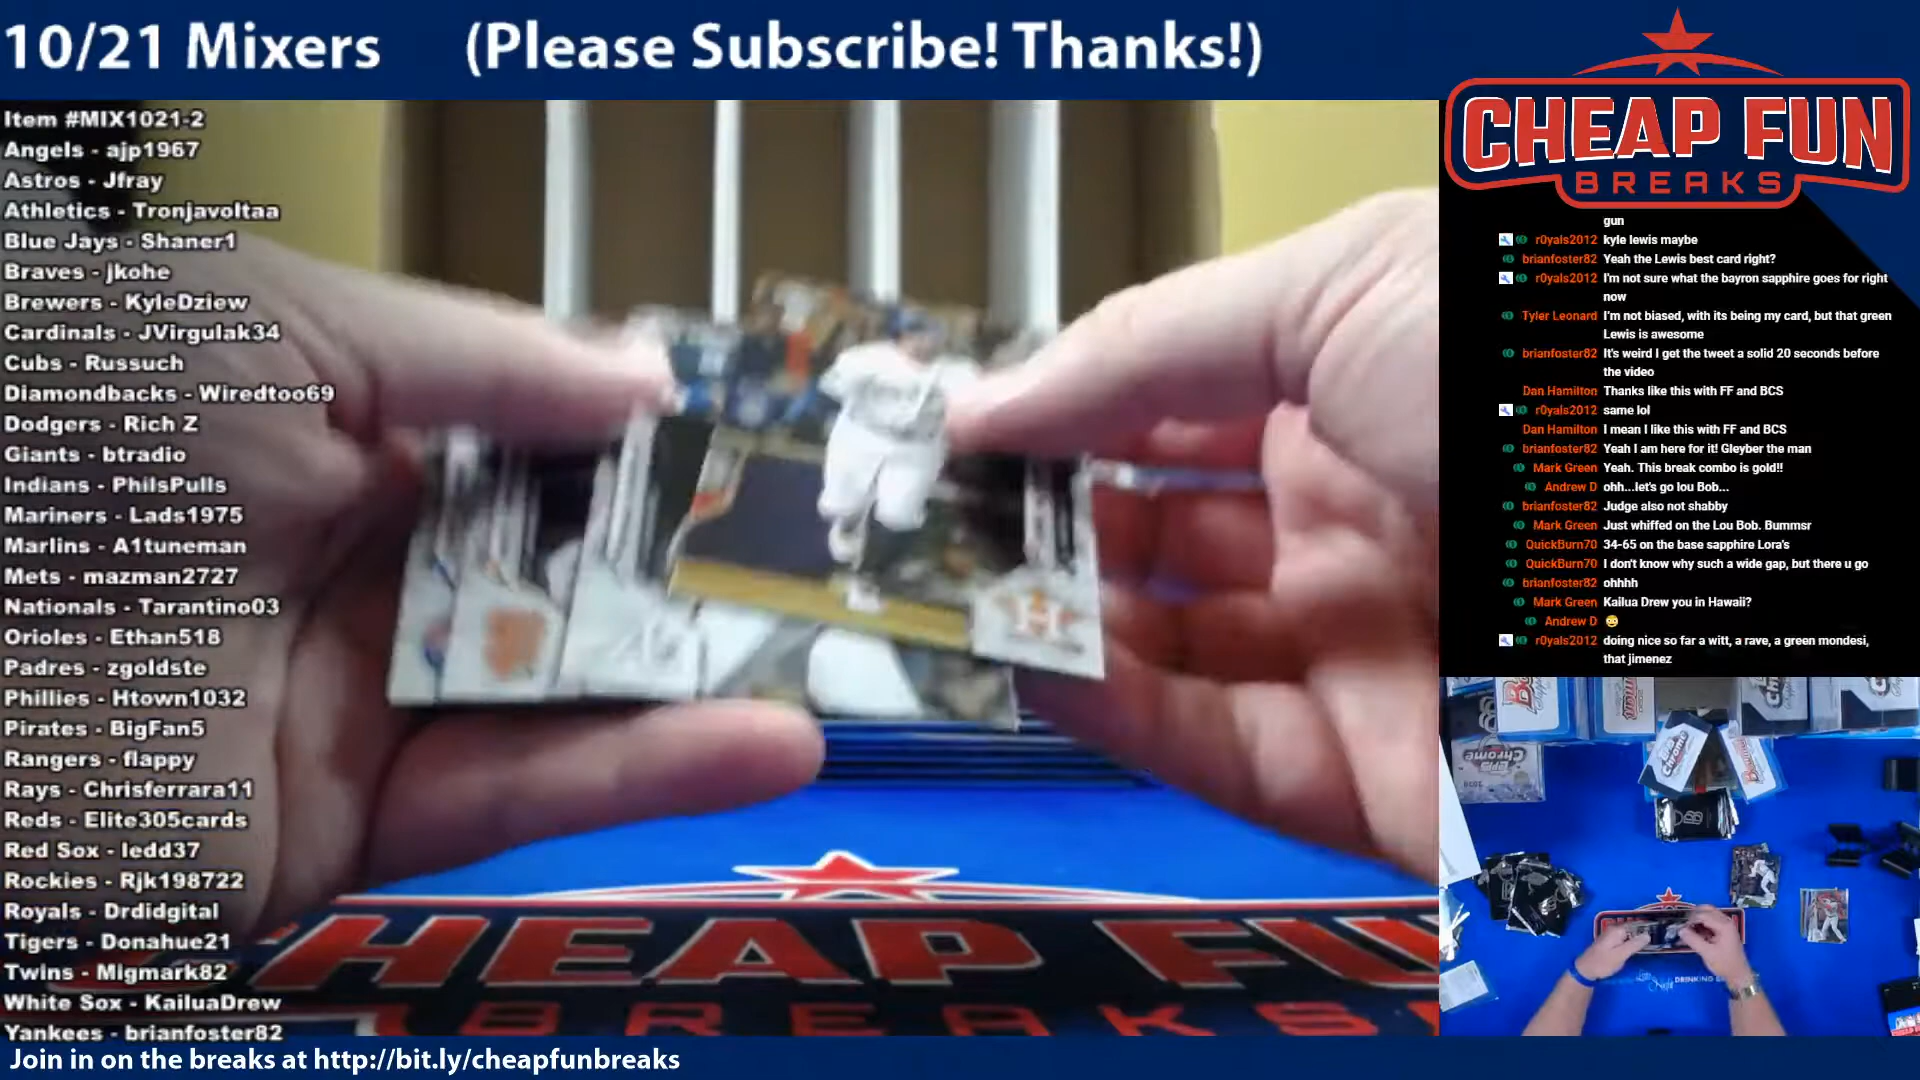 10/21 Mixers (Please Subscribe! Thanks!)
Item #MIX1021-2
Angels - ajp1967
Astros - Jfray
Athletics - Tronjavoltaa
Blue Jays - Shaner1
Braves - jkohe
Brewers - KyleDziew
Cardinals - JVirgulak34
Cubs - Russuch
Diamondbacks - Wiredtoo69
Dodgers - Rich Z
Giants - btradio
Indians - PhilsPulls
Mariners - Lads1975
Marlins - A1tuneman
Mets - mazman2727
Nationals - Tarantino03
Orioles - Ethan518
Padres - zgoldste
Phillies - Htown1032
Pirates - BigFan5
Rangers - flappy
Rays - Chrisferrara11
Reds - Elite305cards
Red Sox - ledd37
Rockies - Rjk198722
Royals - Drdidgital
Tigers - Donahue21
Twins - Migmark82
White Sox - KailuaDrew
Yankees - brianfoster82
Join in on the breaks at http://bit.ly/cheapfunbreaks
H
HEAP FU
BREAKS
CHEAP FUN
BREAKS
gun
r0yals2012 kyle lewis maybe
brianfoster82 Yeah the Lewis best card right?
r0yals2012 I'm not sure what the bayron sapphire goes for right
now
Tyler Leonard I'm not biased, with its being my card, but that green
Lewis is awesome
brianfoster82 It's weird I get the tweet a solid 20 seconds before
the video
Dan Hamilton Thanks like this with FF and BCS
r0yals2012 same lol
Dan Hamilton I mean I like this with FF and BCS
brianfoster82 Yeah I am here for it! Gleyber the man
Mark Green Yeah. This break combo is gold!!
Andrew D ohh...let's go lou Bob...
brianfoster82 Judge also not shabby
Mark Green Just whiffed on the Lou Bob. Bummsr
QuickBurn70 34-65 on the base sapphire Lora's
QuickBurn70 I don't know why such a wide gap, but there u go
brianfoster82 ohhhh
Mark Green Kailua Drew you in Hawaii?
Andrew D
r0yals2012 doing nice so far a witt, a rave, a green mondesi,
that jimenez
Chrome
Chrome
DRINKING